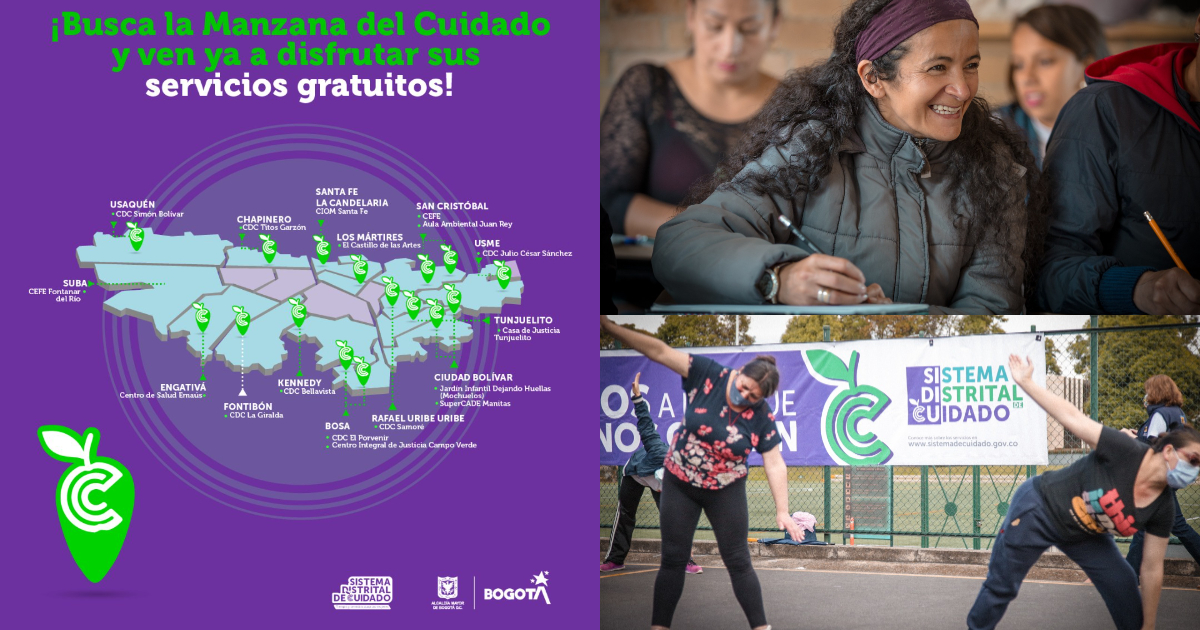 ¡Busca la Manzana del Cuidado
y ven ya a disfrutar sus
servicios gratuitos!
USAQUÉN
CDC Simón Bolívar
CHAPINERO
CDC Titos Garzón
SANTA FE
LA CANDELARIA
CIOM Santa Fe
LOS MÁRTIRES
El Castillo de las Artes
SAN CRISTÓBAL
CEFE
Aula Ambiental Juan Rey
USME
CDC Julio César Sánchez
SUBA
CEFE Fontanar
del Río
TUNJUELITO
Casa de Justicia
Tunjuelito
ENGATIVÁ
Centro de Salud Emaús
FONTIBÓN
CDC La Giralda
KENNEDY
CDC Bellavista
BOSA
CDC El Porvenir
Centro Integral de Justicia Campo Verde
RAFAEL URIBE URIBE
CDC Samoré
CIUDAD BOLÍVAR
Jardín Infantil Dejando Huellas
(Mochuelos)
SuperCADE Manitas
SISTEMA
DISTRITAL
DE CUIDADO
ALCALDÍA MAYOR
DE BOGOTÁ D.C.
BOGOTÁ
SISTEMA
DISTRITAL
DE
CUIDADO
www.sistemadecuidado.gov.co